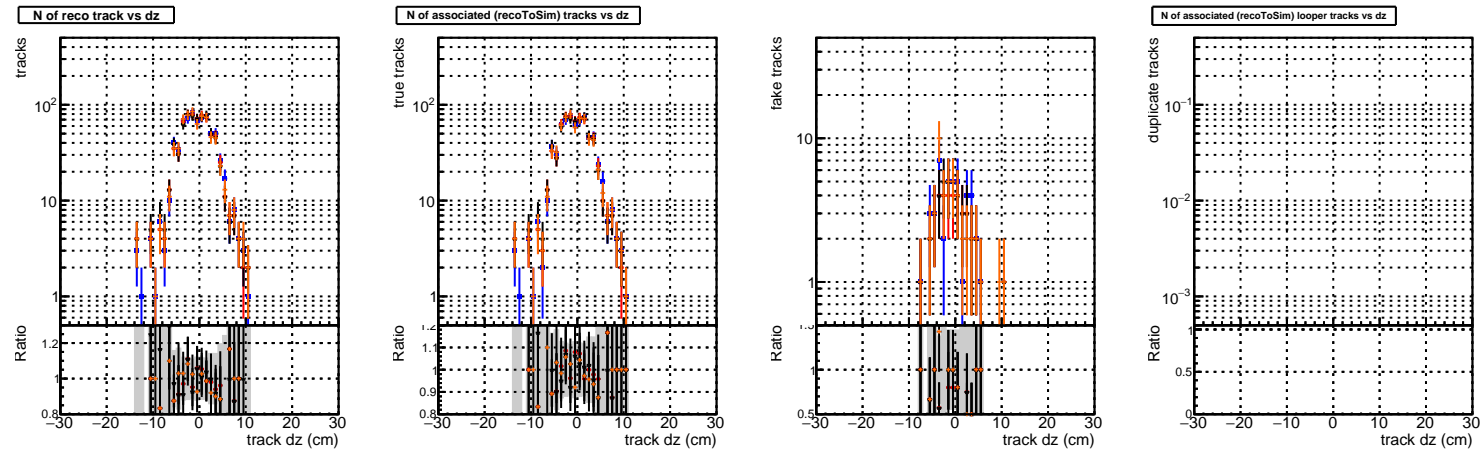 N of reco track vs dz
tracks
10²
10
1
Ratio
1.2
1
0.8
−30 −20 −10 0 10 20 30
track dz (cm)
N of associated (recoToSim) tracks vs dz
true tracks
10²
10
1
Ratio
1.2
1.1
1
0.9
0.8
−30 −20 −10 0 10 20 30
track dz (cm)
fake tracks
10
1
Ratio
1.5
1
0.5
−30 −20 −10 0 10 20 30
track dz (cm)
N of associated (recoToSim) looper tracks vs dz
duplicate tracks
10⁻¹
10⁻²
10⁻³
Ratio
1
0.5
0
−30 −20 −10 0 10 20 30
track dz (cm)